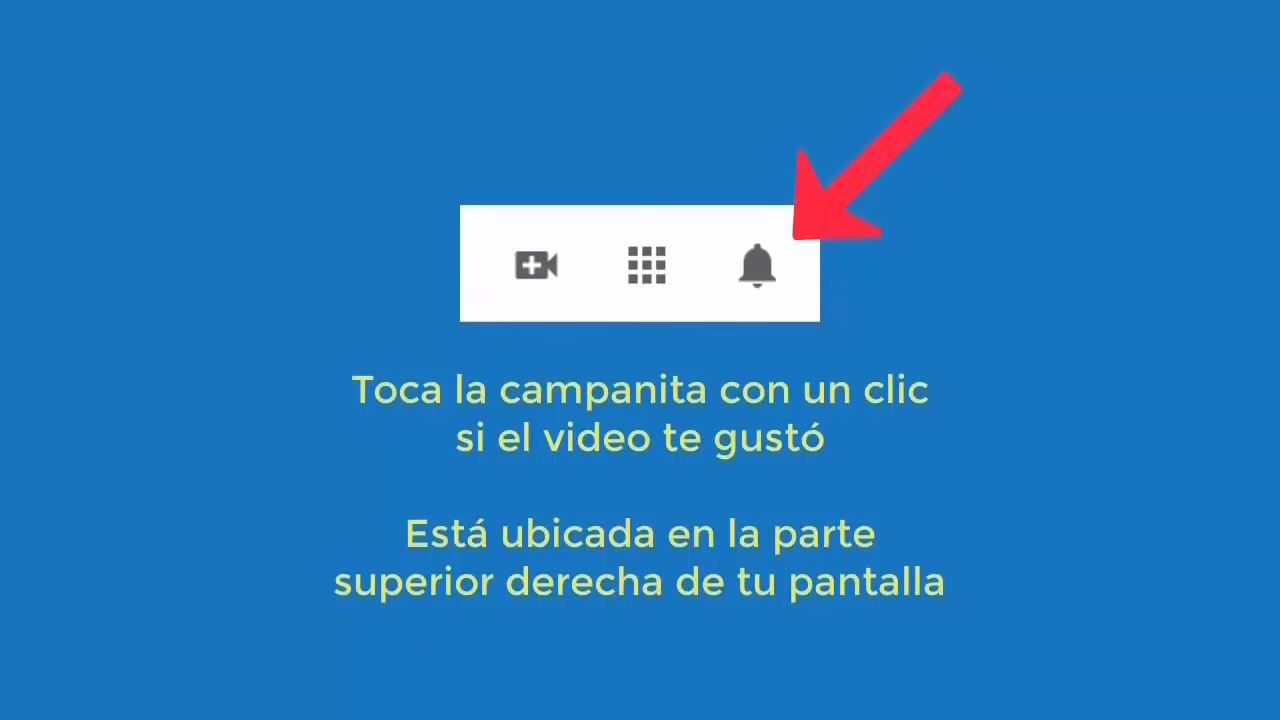 Toca la campanita con un clic
si el video te gustó
Está ubicada en la parte
superior derecha de tu pantalla